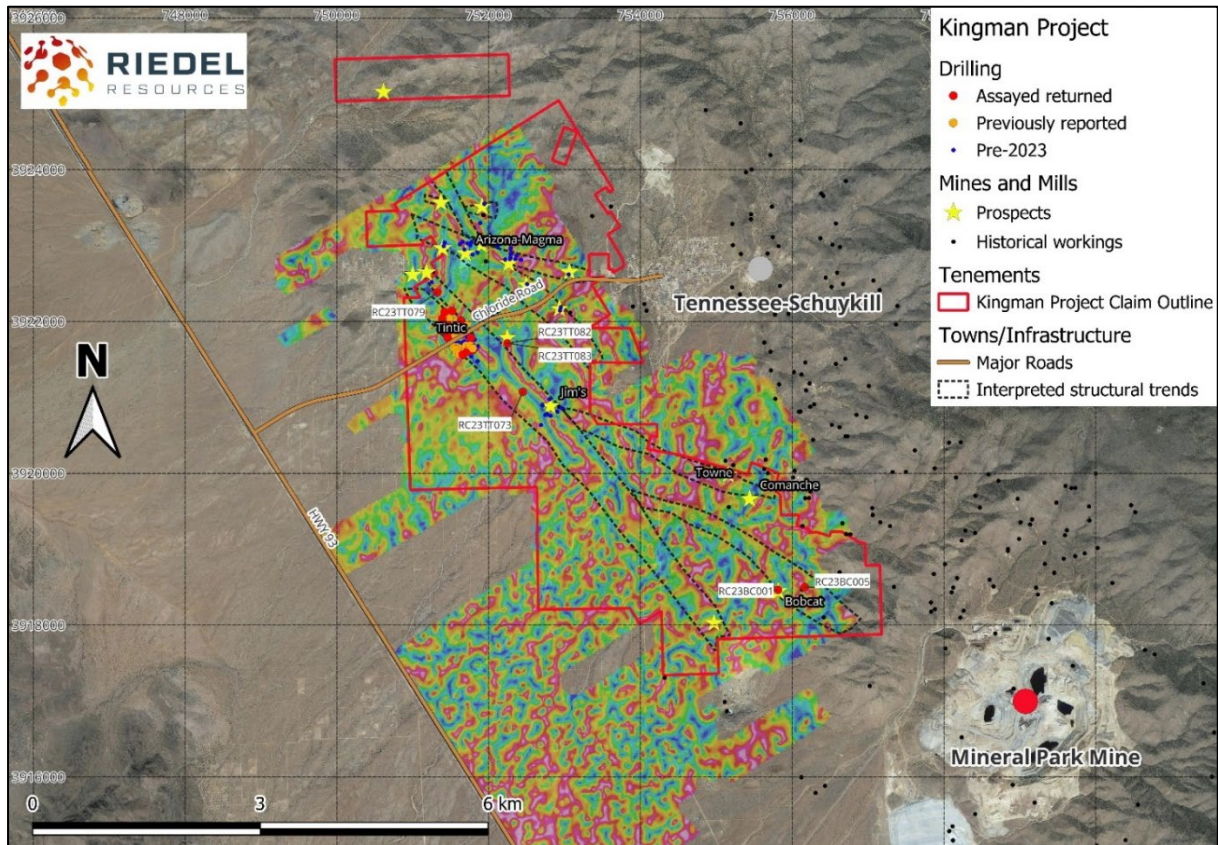 3926000
748000
750000
752000
754000
756000
RIEDEL
RESOURCES
Kingman Project
Drilling
Assayed returned
Previously reported
Pre-2023
Mines and Mills
Prospects
Historical workings
Tenements
Kingman Project Claim Outline
Towns/Infrastructure
Major Roads
Interpreted structural trends
3924000
Arizona-Magma
Chloride Road
Tennessee-Schuykill
RC23TT079
3922000
Tintic
RC23TT082
RC23TT083
N
Jim's
RC23TT073
3920000
Towne
Comanche
HWY 93
RC23BC001
RC23BC005
Bobcat
3918000
Mineral Park Mine
3916000
0 3 6 km